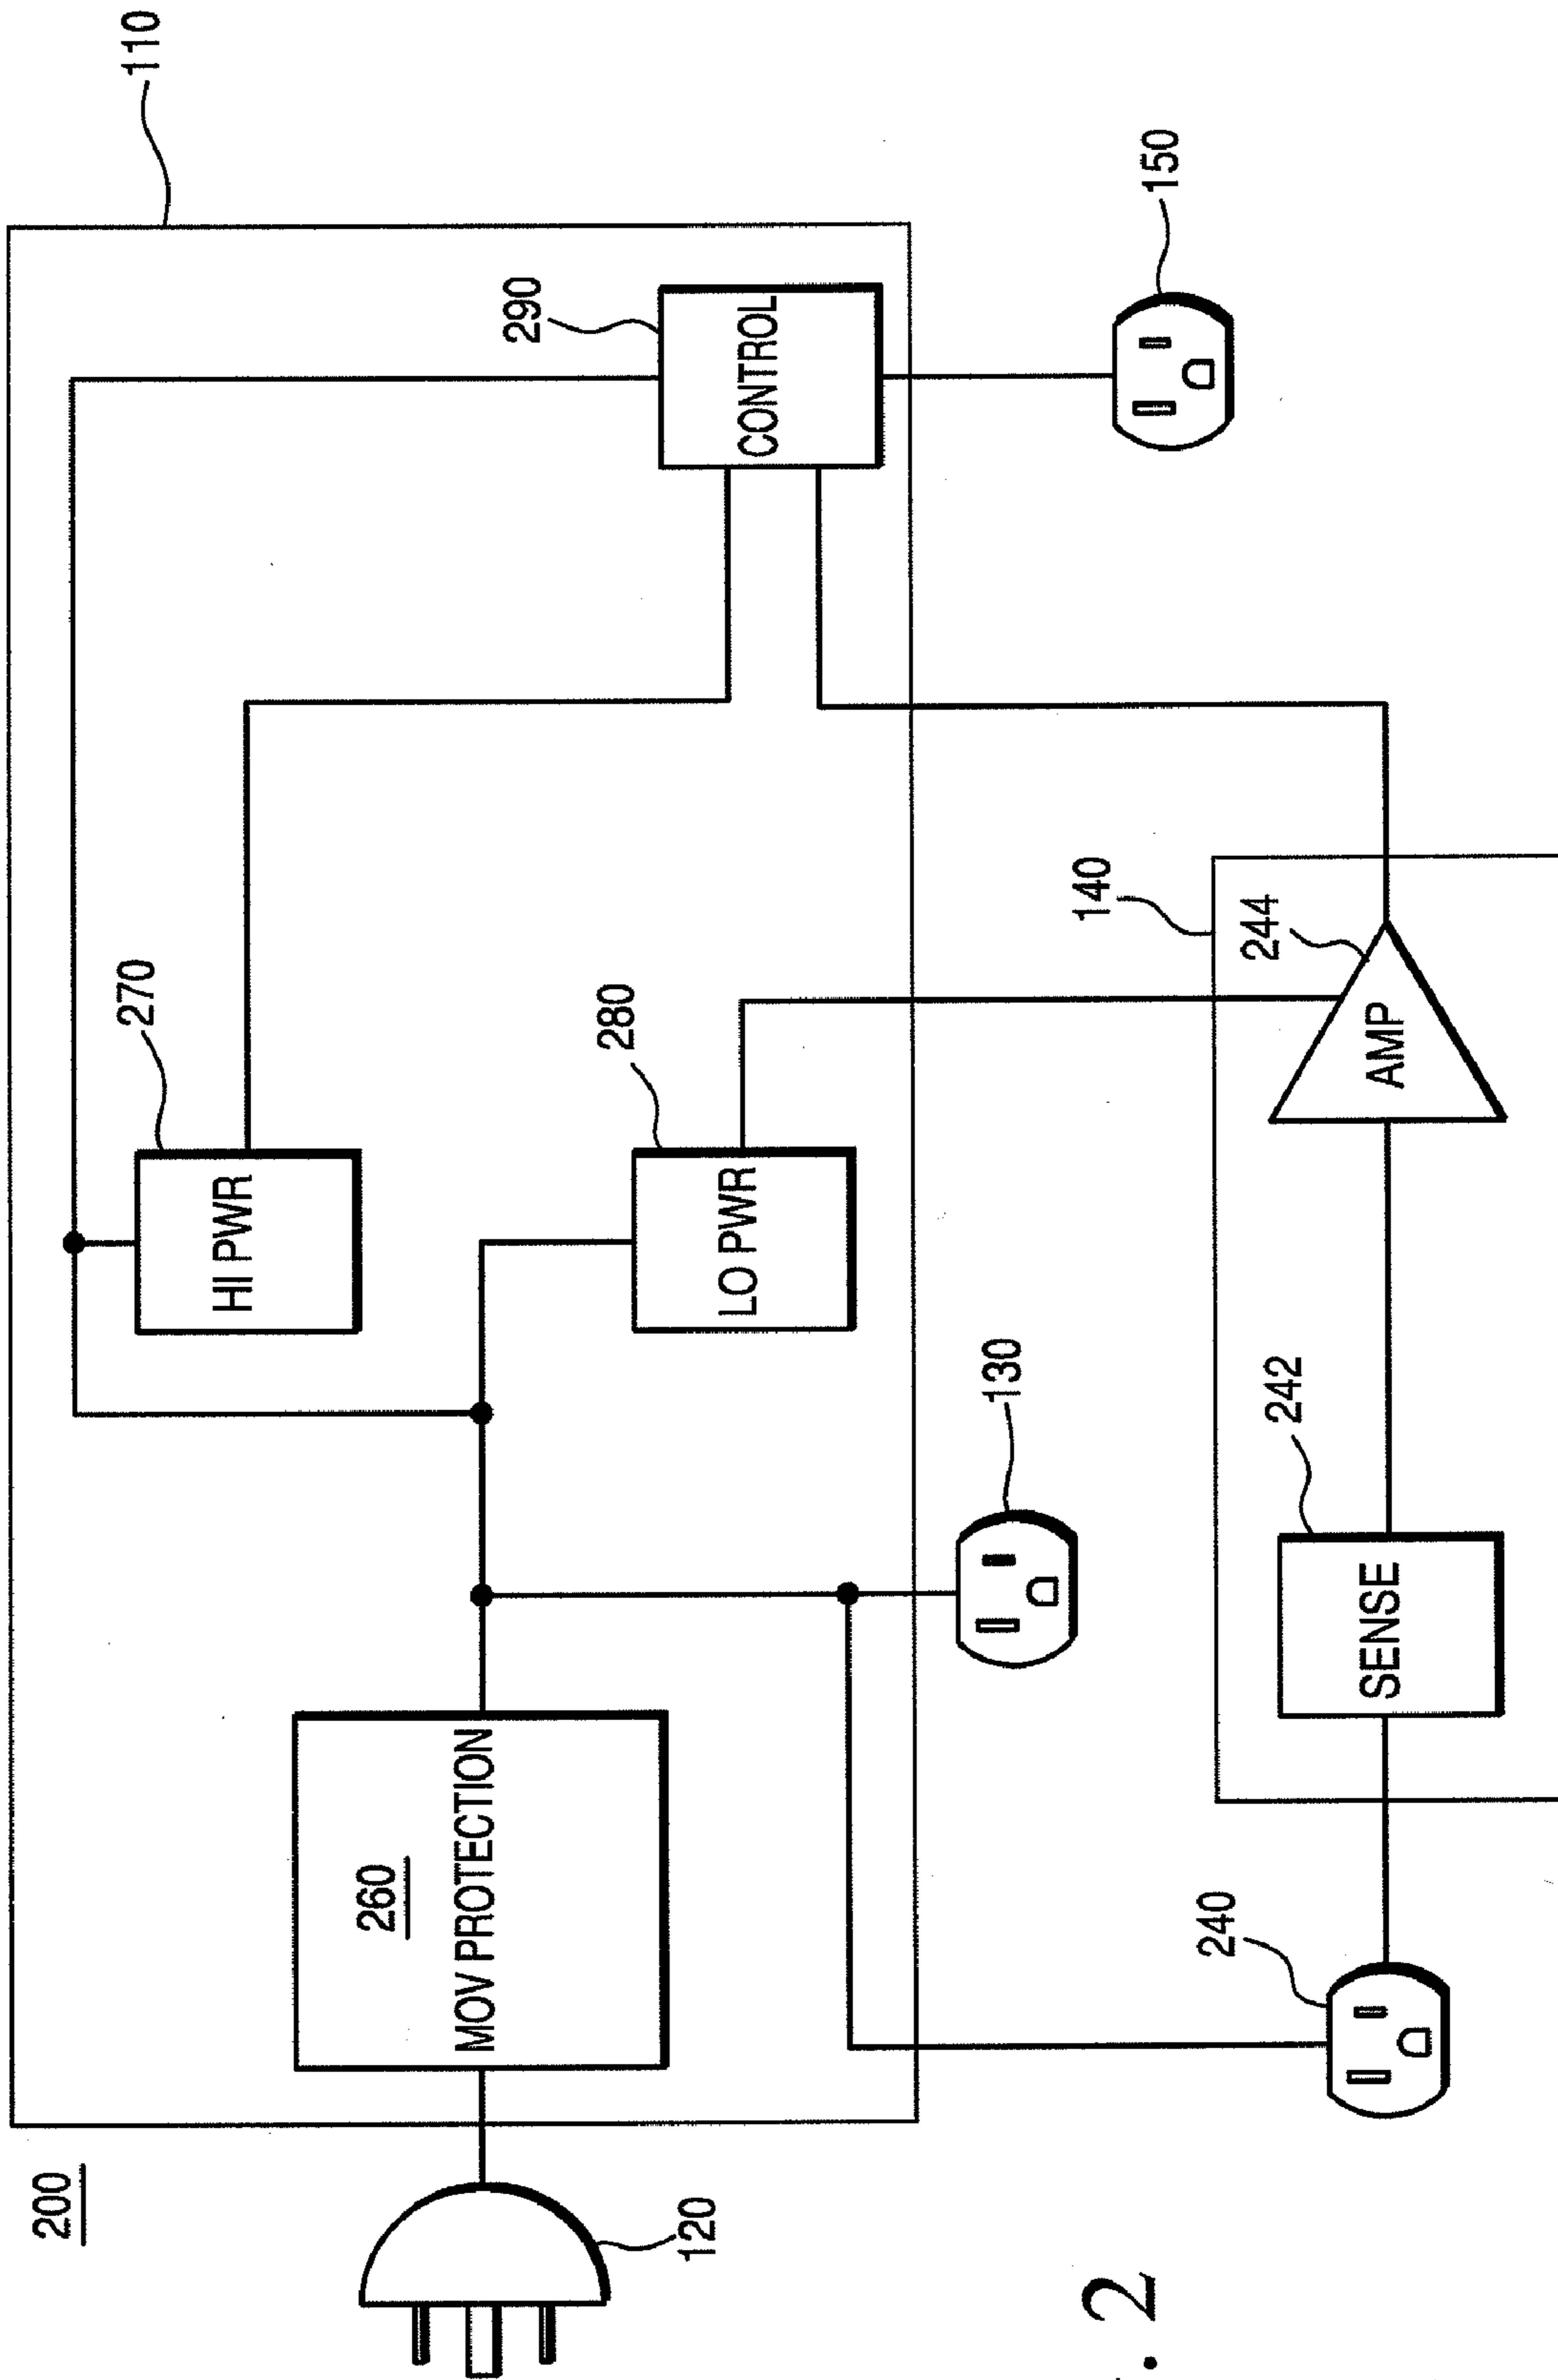 200
110
120
260
MOV PROTECTION
270
HI PWR
280
LO PWR
290
CONTROL
130
150
140
240
242
SENSE
244
AMP
. 2